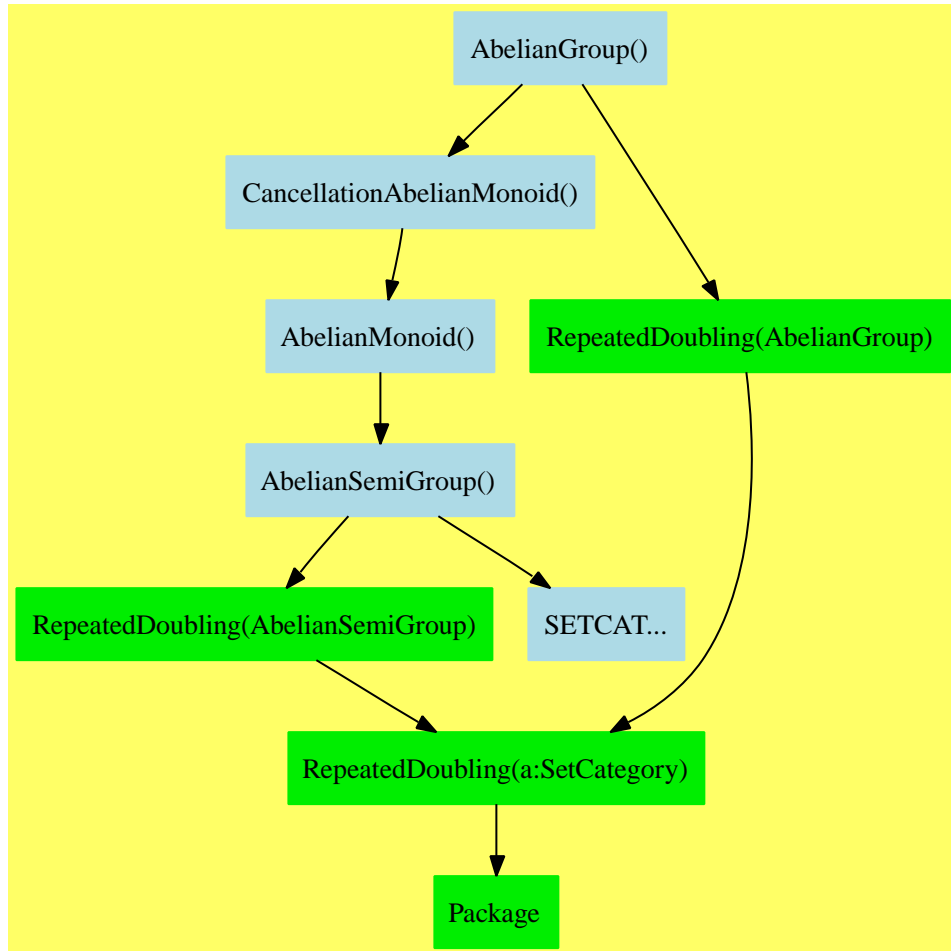 AbelianGroup()
CancellationAbelianMonoid()
AbelianMonoid()
RepeatedDoubling(AbelianGroup)
AbelianSemiGroup()
RepeatedDoubling(AbelianSemiGroup)
SETCAT...
RepeatedDoubling(a:SetCategory)
Package